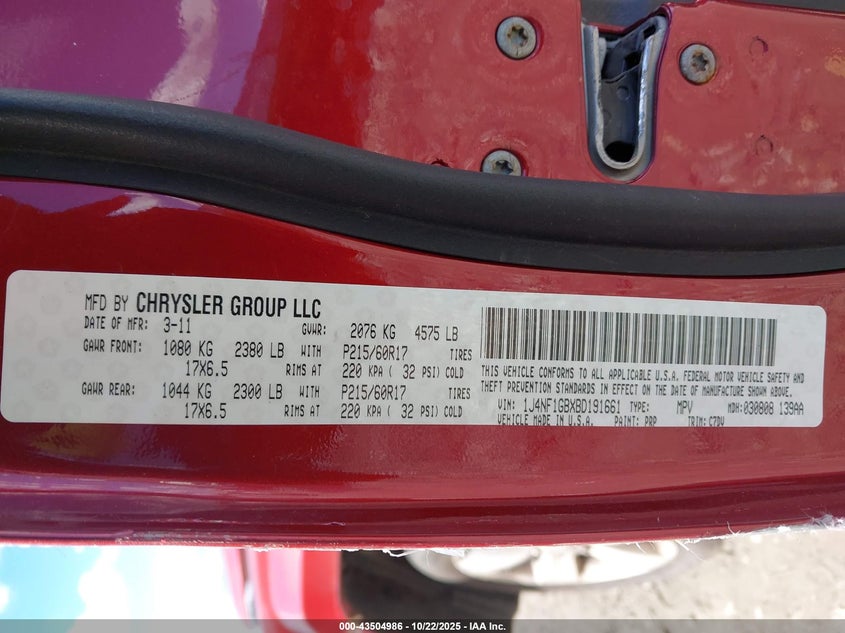 MFD BY CHRYSLER GROUP LLC
DATE OF MFR: 3-11 GVWR: 2076 KG 4575 LB
GAWR FRONT: 1080 KG 2380 LB WITH P215/60R17 TIRES
17X6.5 RIMS AT 220 KPA ( 32 PSI) COLD
GAWR REAR: 1044 KG 2300 LB WITH P215/60R17 TIRES
17X6.5 RIMS AT 220 KPA ( 32 PSI) COLD
THIS VEHICLE CONFORMS TO ALL APPLICABLE U.S.A. FEDERAL MOTOR VEHICLE SAFETY AND
THEFT PREVENTION STANDARDS IN EFFECT ON THE DATE OF MANUFACTURE SHOWN ABOVE.
VIN: 1J4NF1GBXBD191661 TYPE: MPV MDH: 030808 139AA
VEHICLE MADE IN U.S.A. PAINT: PRP TRIM: C7DV
000-43504986 - 10/22/2025 - IAA Inc.